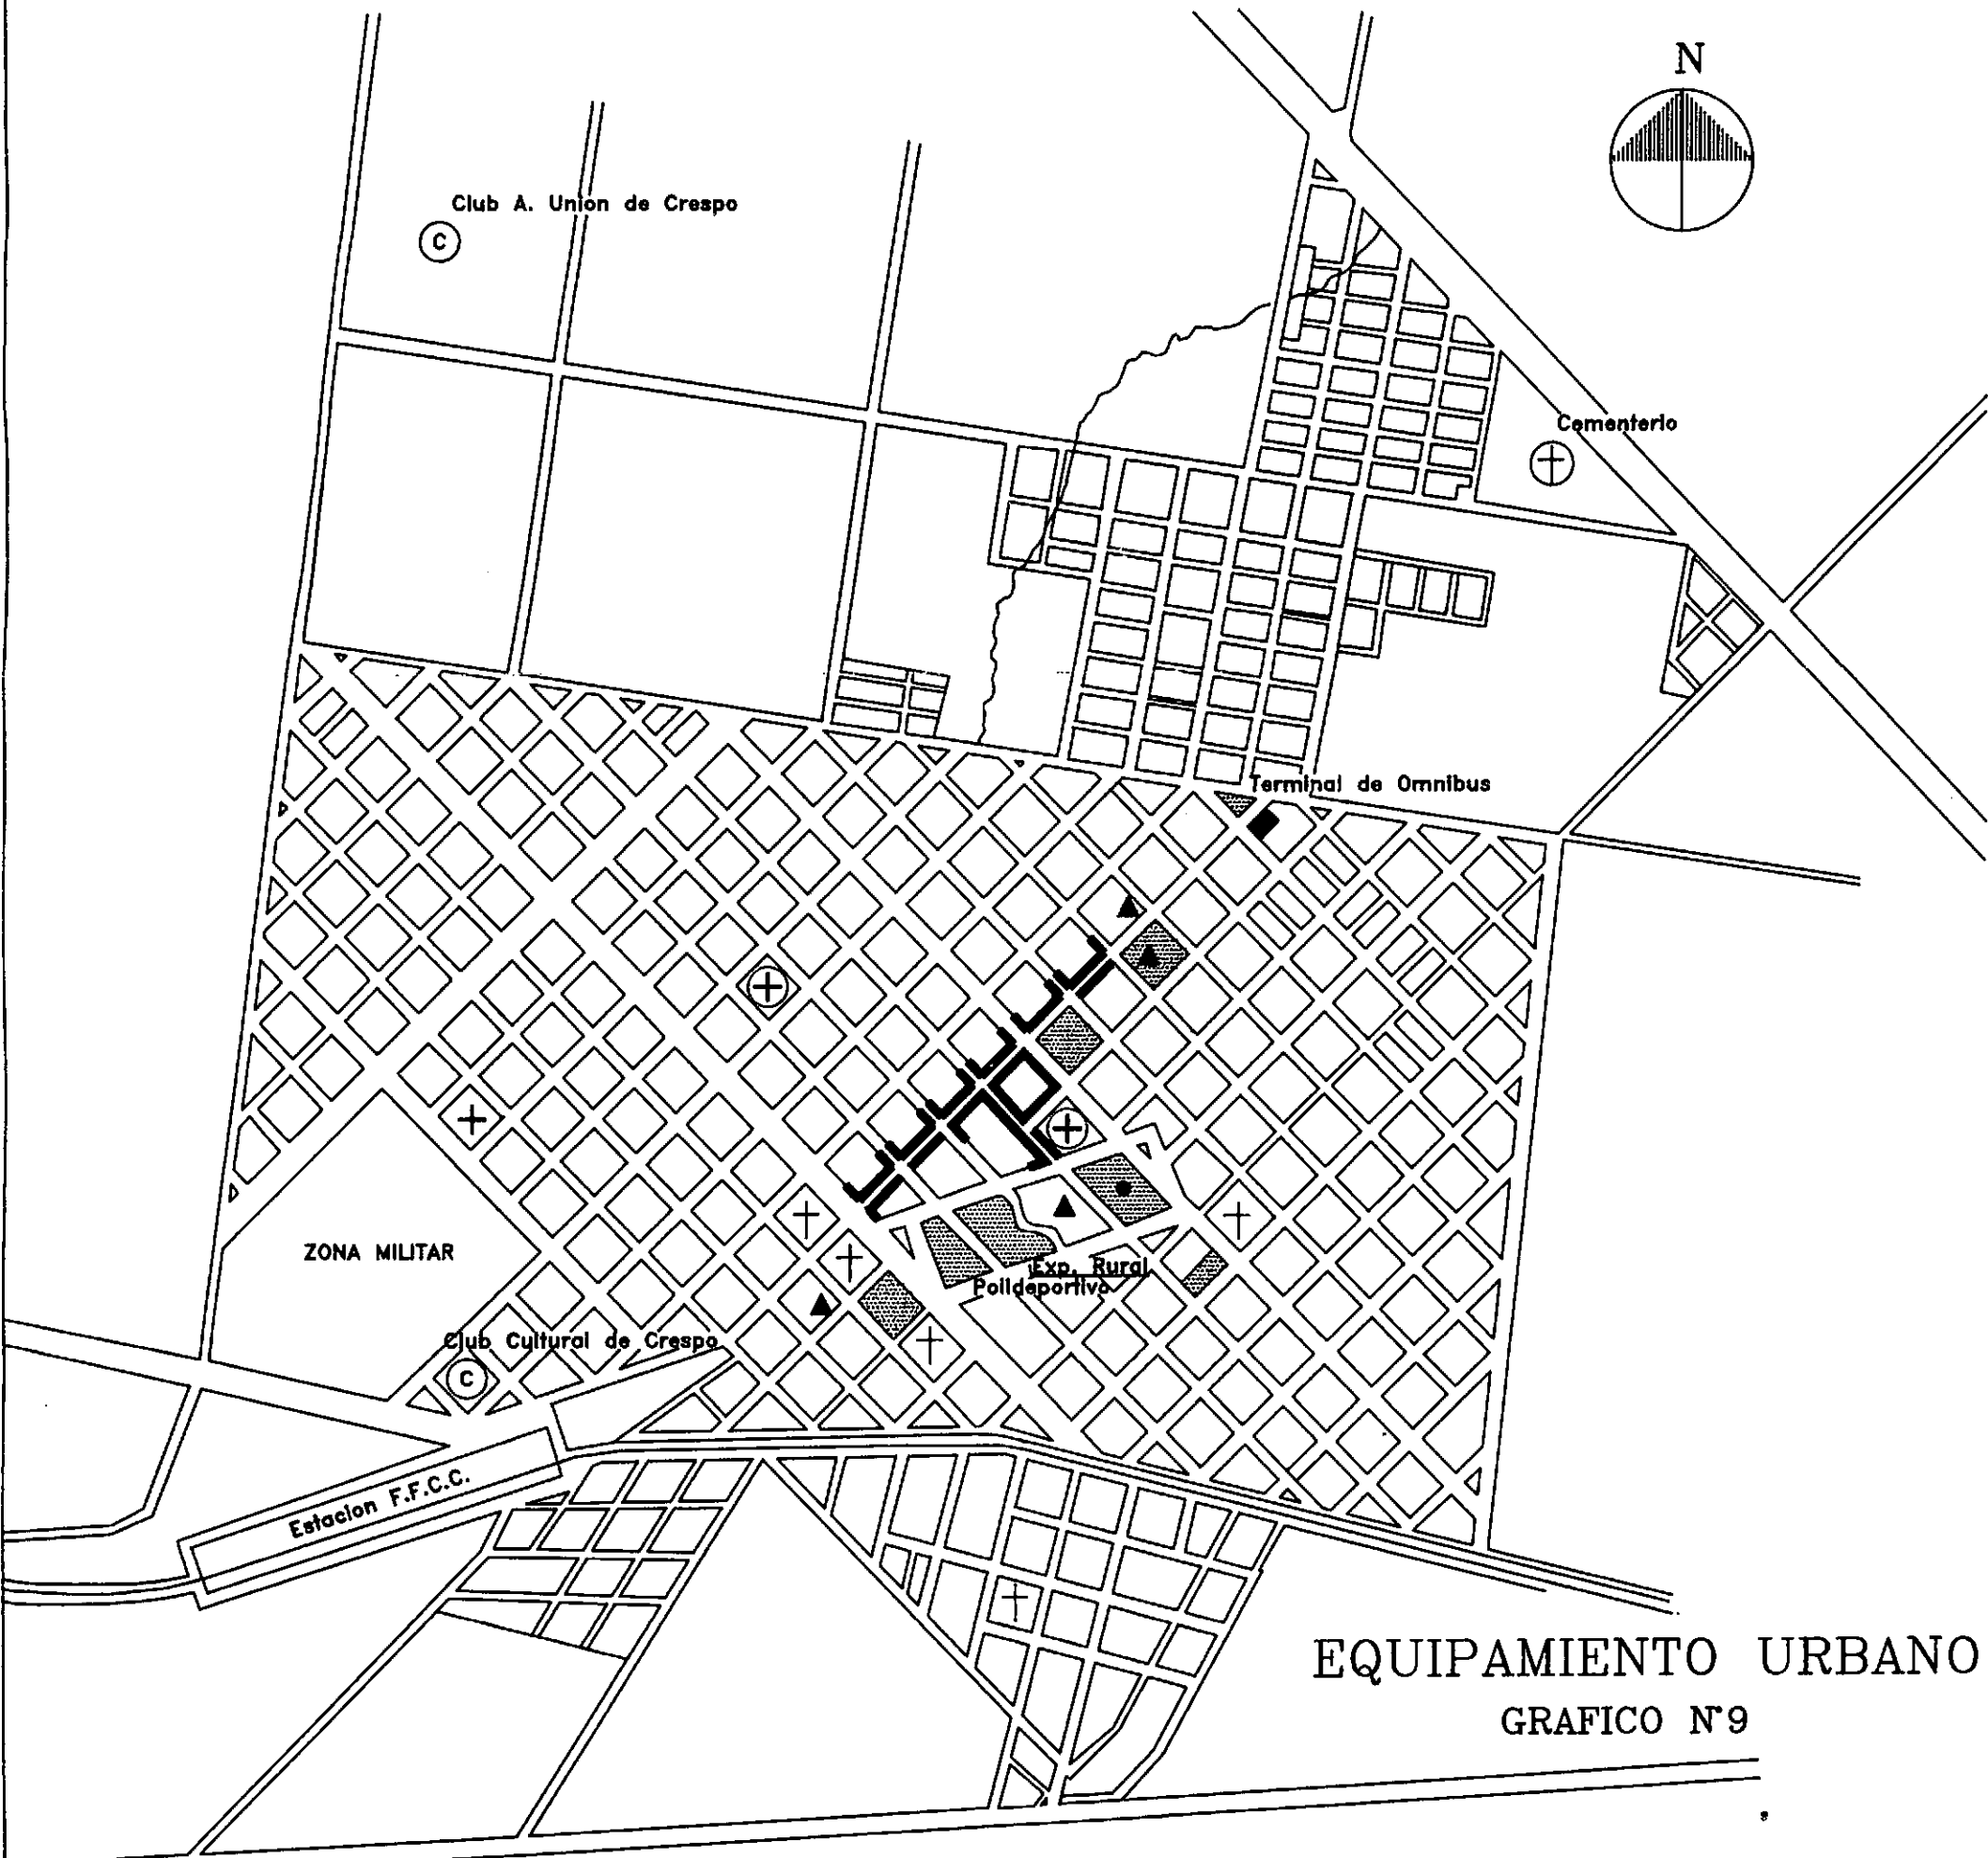 N
Club A. Union de Crespo
C
Cementerio
Terminal de Omnibus
ZONA MILITAR
Exp. Rural
Polideportivo
Club Cultural de Crespo
C
Estacion F.F.C.C.
EQUIPAMIENTO URBANO
GRAFICO N°9